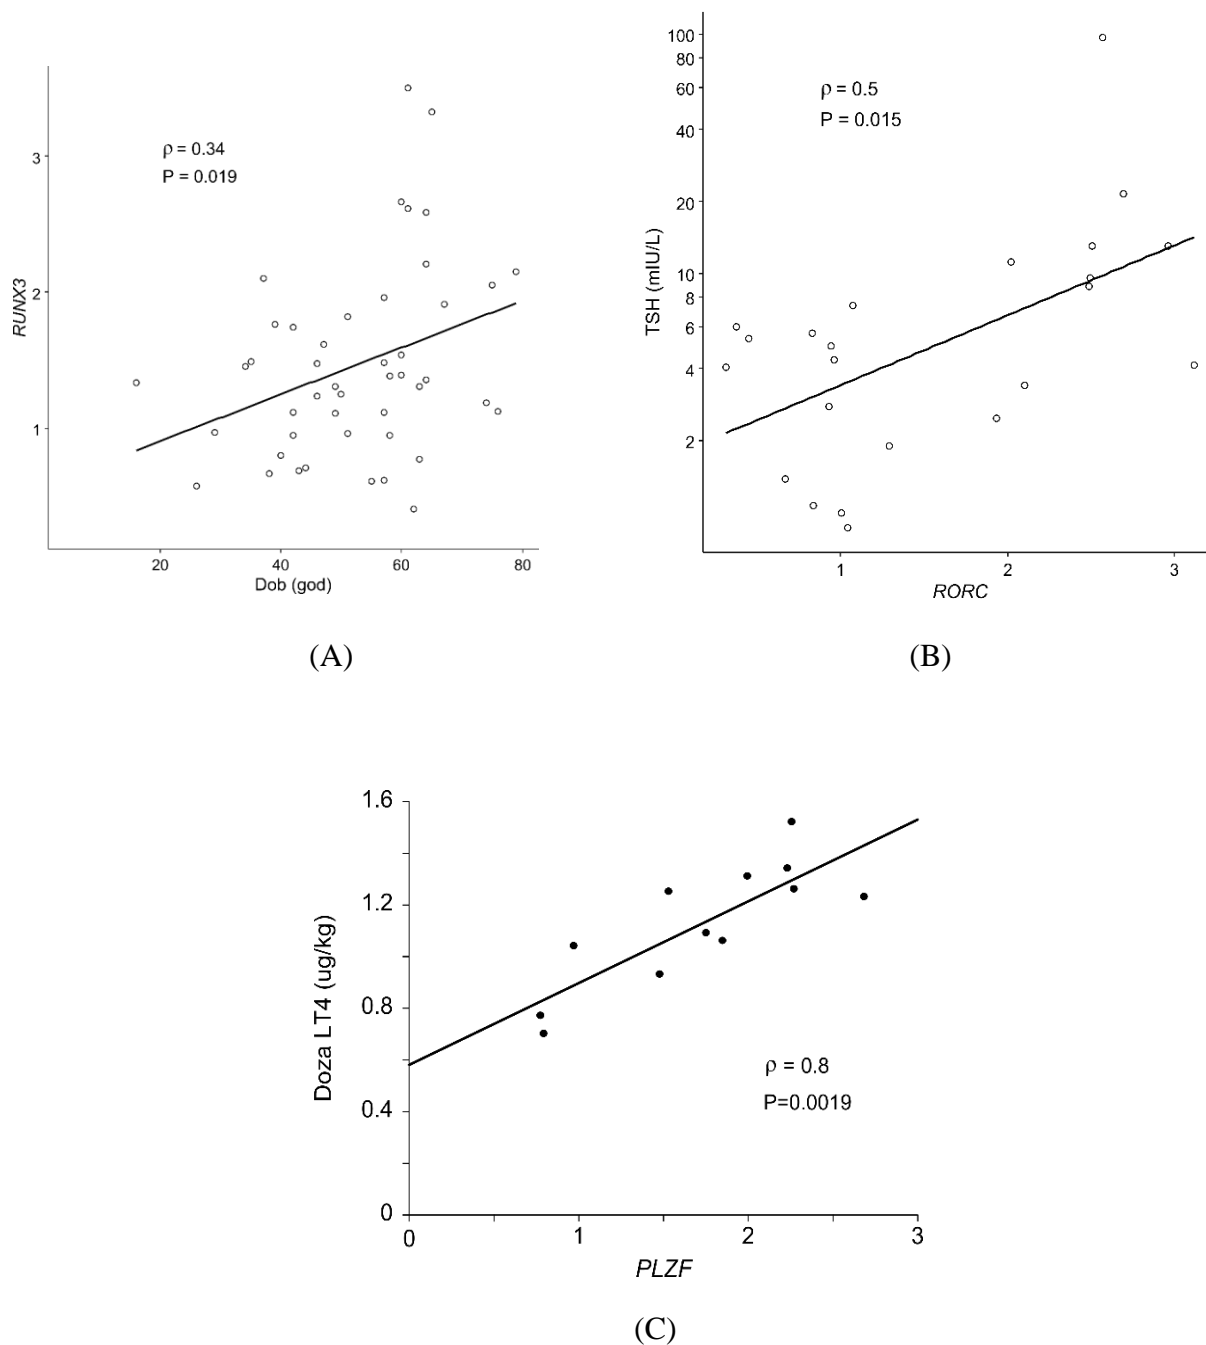 3
2
1
RUNX3
ρ = 0.34
P = 0.019
20 40 60 80
Dob (god)
(A)
100
80
60
40
20
10
8
6
4
2
TSH (mIU/L)
ρ = 0.5
P = 0.015
1 2 3
RORC
(B)
1.6
1.2
0.8
0.4
0
Doza LT4 (ug/kg)
ρ = 0.8
P=0.0019
0 1 2 3
PLZF
(C)